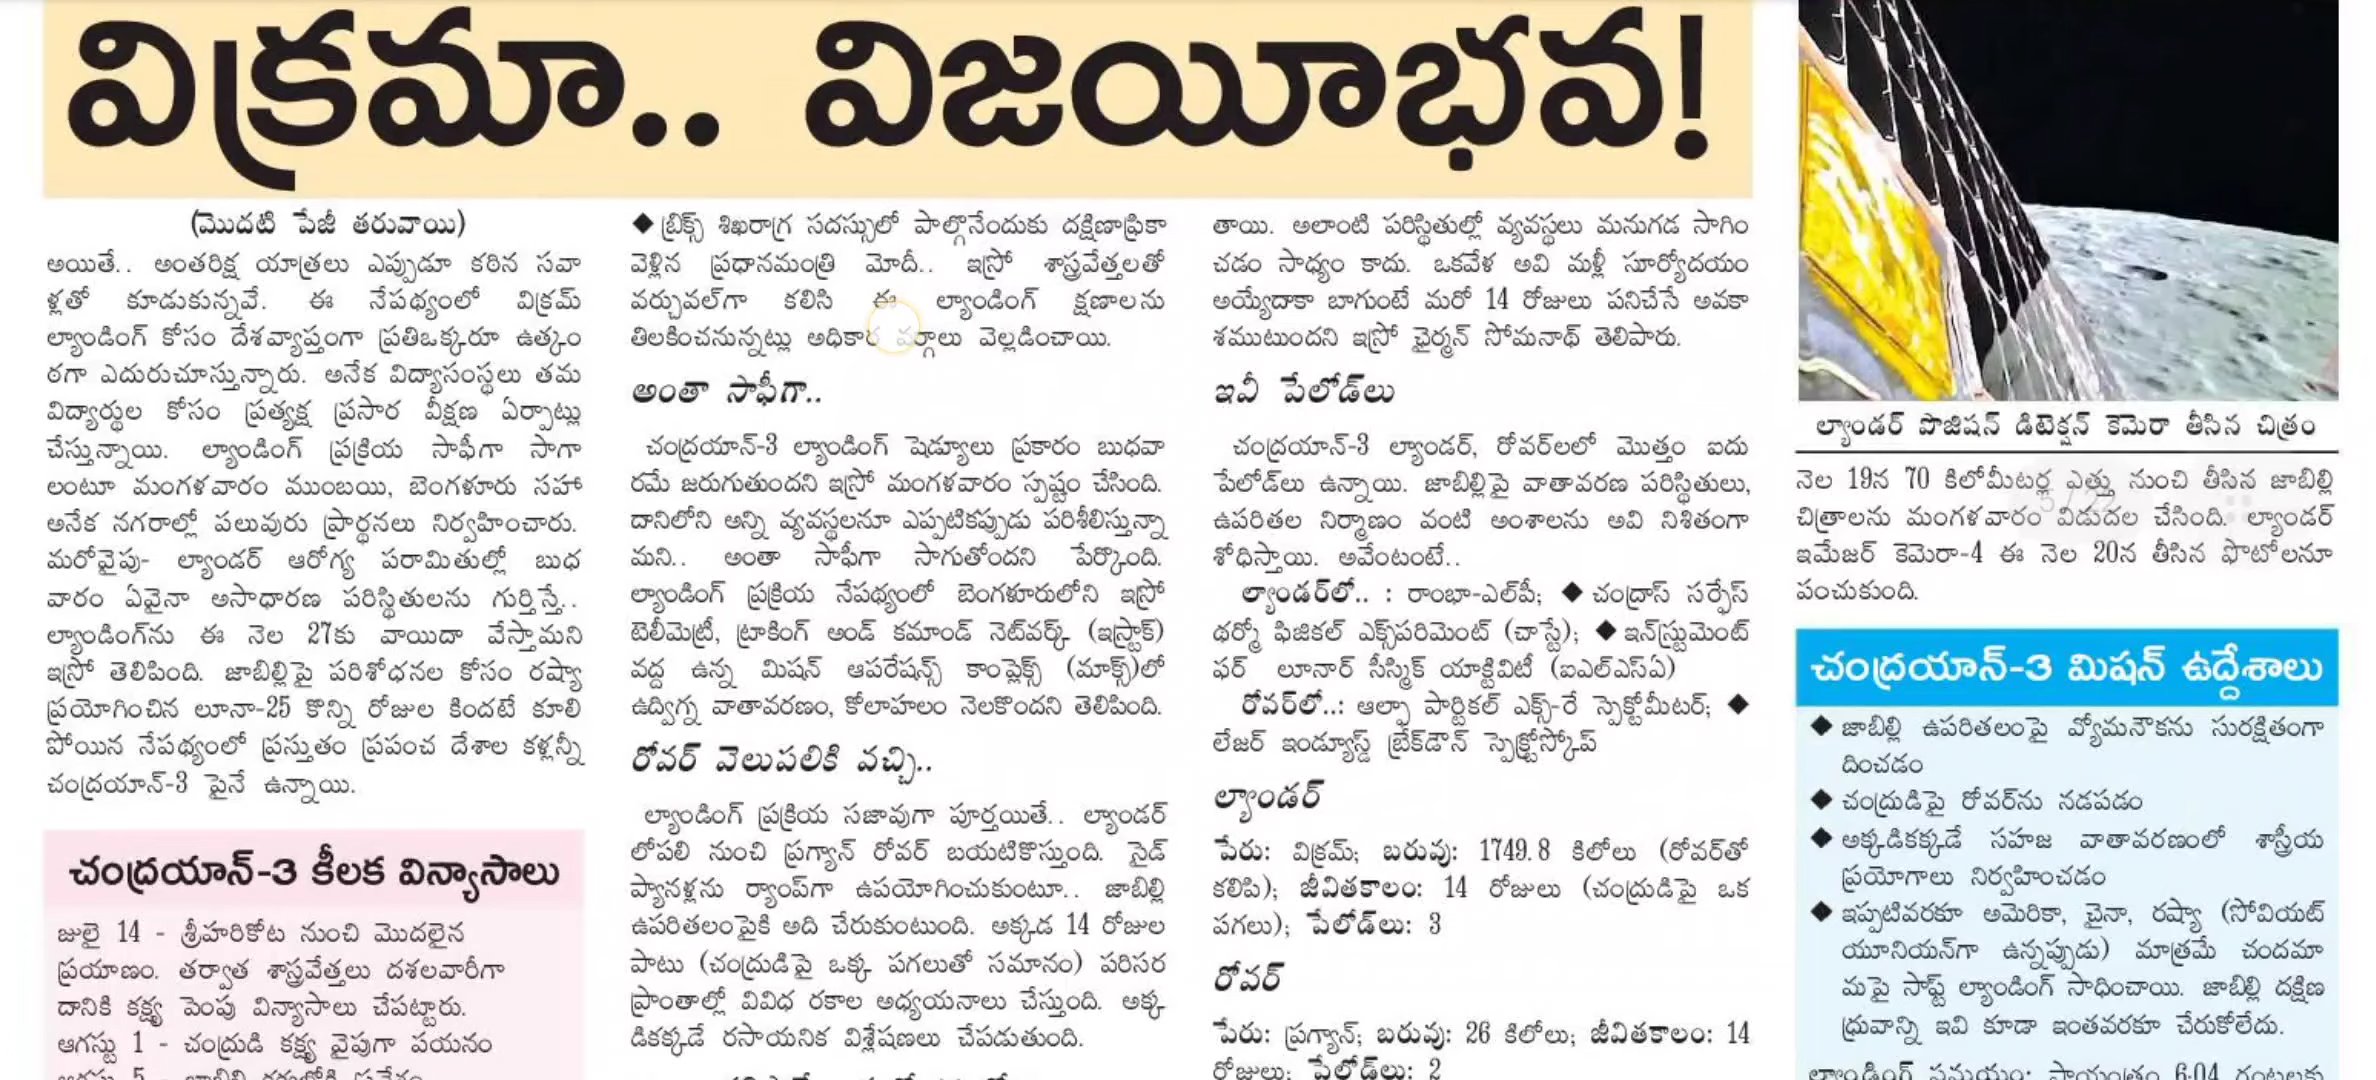 విక్రమా.. విజయీభవ!
(మొదటి పేజీ తరువాయి)
అయితే.. అంతరిక్ష యాత్రలు ఎప్పుడూ కఠిన సవా
ళ్లతో కూడుకున్నవే. ఈ నేపథ్యంలో విక్రమ్
ల్యాండింగ్ కోసం దేశవ్యాప్తంగా ప్రతిఒక్కరూ ఉత్కం
ఠగా ఎదురుచూస్తున్నారు. అనేక విద్యాసంస్థలు తమ
విద్యార్థుల కోసం ప్రత్యక్ష ప్రసార వీక్షణ ఏర్పాట్లు
చేస్తున్నాయి. ల్యాండింగ్ ప్రక్రియ సాఫీగా సాగా
లంటూ మంగళవారం ముంబయి, బెంగళూరు సహా
అనేక నగరాల్లో పలువురు ప్రార్థనలు నిర్వహించారు.
మరోవైపు- ల్యాండర్ ఆరోగ్య పరామితుల్లో బుధ
వారం ఏవైనా అసాధారణ పరిస్థితులను గుర్తిస్తే..
ల్యాండింగ్‌ను ఈ నెల 27కు వాయిదా వేస్తామని
ఇస్రో తెలిపింది. జాబిల్లిపై పరిశోధనల కోసం రష్యా
ప్రయోగించిన లూనా-25 కొన్ని రోజుల కిందటే కూలి
పోయిన నేపథ్యంలో ప్రస్తుతం ప్రపంచ దేశాల కళ్లన్నీ
చంద్రయాన్-3 పైనే ఉన్నాయి.
చంద్రయాన్-3 కీలక విన్యాసాలు
జులై 14 - శ్రీహరికోట నుంచి మొదలైన
ప్రయాణం. తర్వాత శాస్త్రవేత్తలు దశలవారీగా
దానికి కక్ష్య పెంపు విన్యాసాలు చేపట్టారు.
ఆగస్టు 1 - చంద్రుడి కక్ష్య వైపుగా పయనం
◆ బ్రిక్స్ శిఖరాగ్ర సదస్సులో పాల్గొనేందుకు దక్షిణాఫ్రికా
వెళ్లిన ప్రధానమంత్రి మోదీ.. ఇస్రో శాస్త్రవేత్తలతో
వర్చువల్‌గా కలిసి ఈ ల్యాండింగ్ క్షణాలను
తిలకించనున్నట్లు అధికార వర్గాలు వెల్లడించాయి.
అంతా సాఫీగా..
చంద్రయాన్-3 ల్యాండింగ్ షెడ్యూలు ప్రకారం బుధవా
రమే జరుగుతుందని ఇస్రో మంగళవారం స్పష్టం చేసింది.
దానిలోని అన్ని వ్యవస్థలనూ ఎప్పటికప్పుడు పరిశీలిస్తున్నా
మని.. అంతా సాఫీగా సాగుతోందని పేర్కొంది.
ల్యాండింగ్ ప్రక్రియ నేపథ్యంలో బెంగళూరులోని ఇస్రో
టెలీమెట్రీ, ట్రాకింగ్ అండ్ కమాండ్ నెట్‌వర్క్ (ఇస్ట్రాక్)
వద్ద ఉన్న మిషన్ ఆపరేషన్స్ కాంప్లెక్స్ (మాక్స్)లో
ఉద్విగ్న వాతావరణం, కోలాహలం నెలకొందని తెలిపింది.
రోవర్ వెలుపలికి వచ్చి..
ల్యాండింగ్ ప్రక్రియ సజావుగా పూర్తయితే.. ల్యాండర్
లోపలి నుంచి ప్రగ్యాన్ రోవర్ బయటికొస్తుంది. సైడ్
ప్యానళ్లను ర్యాంప్‌గా ఉపయోగించుకుంటూ.. జాబిల్లి
ఉపరితలంపైకి అది చేరుకుంటుంది. అక్కడ 14 రోజుల
పాటు (చంద్రుడిపై ఒక్క పగలుతో సమానం) పరిసర
ప్రాంతాల్లో వివిధ రకాల అధ్యయనాలు చేస్తుంది. అక్క
డికక్కడే రసాయనిక విశ్లేషణలు చేపడుతుంది.
తాయి. అలాంటి పరిస్థితుల్లో వ్యవస్థలు మనుగడ సాగిం
చడం సాధ్యం కాదు. ఒకవేళ అవి మళ్లీ సూర్యోదయం
అయ్యేదాకా బాగుంటే మరో 14 రోజులు పనిచేసే అవకా
శముటుందని ఇస్రో ఛైర్మన్ సోమనాథ్ తెలిపారు.
ఇవీ పేలోడ్‌లు
చంద్రయాన్-3 ల్యాండర్, రోవర్‌లలో మొత్తం ఐదు
పేలోడ్‌లు ఉన్నాయి. జాబిల్లిపై వాతావరణ పరిస్థితులు,
ఉపరితల నిర్మాణం వంటి అంశాలను అవి నిశితంగా
శోధిస్తాయి. అవేంటంటే..
ల్యాండర్‌లో.. : రాంభా-ఎల్‌పీ; ◆ చంద్రాస్ సర్ఫేస్
థర్మో ఫిజికల్ ఎక్స్‌పరిమెంట్ (చాస్టే); ◆ ఇన్‌స్ట్రుమెంట్
ఫర్ లూనార్ సీస్మిక్ యాక్టివిటీ (ఐఎల్ఎస్ఏ)
రోవర్‌లో..: ఆల్ఫా పార్టికల్ ఎక్స్-రే స్పెక్ట్రోమీటర్; ◆
లేజర్ ఇండ్యూస్డ్ బ్రేక్‌డౌన్ స్పెక్ట్రోస్కోప్
ల్యాండర్
పేరు: విక్రమ్; బరువు: 1749.8 కిలోలు (రోవర్‌తో
కలిపి); జీవితకాలం: 14 రోజులు (చంద్రుడిపై ఒక
పగలు); పేలోడ్‌లు: 3
రోవర్
పేరు: ప్రగ్యాన్; బరువు: 26 కిలోలు; జీవితకాలం: 14
రోజులు; పేలోడ్‌లు: 2
ల్యాండర్ పొజిషన్ డిటెక్షన్ కెమెరా తీసిన చిత్రం
నెల 19న 70 కిలోమీటర్ల ఎత్తు నుంచి తీసిన జాబిల్లి
చిత్రాలను మంగళవారం విడుదల చేసింది. ల్యాండర్
ఇమేజర్ కెమెరా-4 ఈ నెల 20న తీసిన ఫొటోలనూ
పంచుకుంది.
చంద్రయాన్-3 మిషన్ ఉద్దేశాలు
◆ జాబిల్లి ఉపరితలంపై వ్యోమనౌకను సురక్షితంగా
దించడం
◆ చంద్రుడిపై రోవర్‌ను నడపడం
◆ అక్కడికక్కడే సహజ వాతావరణంలో శాస్త్రీయ
ప్రయోగాలు నిర్వహించడం
◆ ఇప్పటివరకూ అమెరికా, చైనా, రష్యా (సోవియట్
యూనియన్‌గా ఉన్నప్పుడు) మాత్రమే చందమా
మపై సాఫ్ట్ ల్యాండింగ్ సాధించాయి. జాబిల్లి దక్షిణ
ధ్రువాన్ని ఇవి కూడా ఇంతవరకూ చేరుకోలేదు.
ల్యాండింగ్ సమయం: సాయంత్రం 6.04 గంటలకు